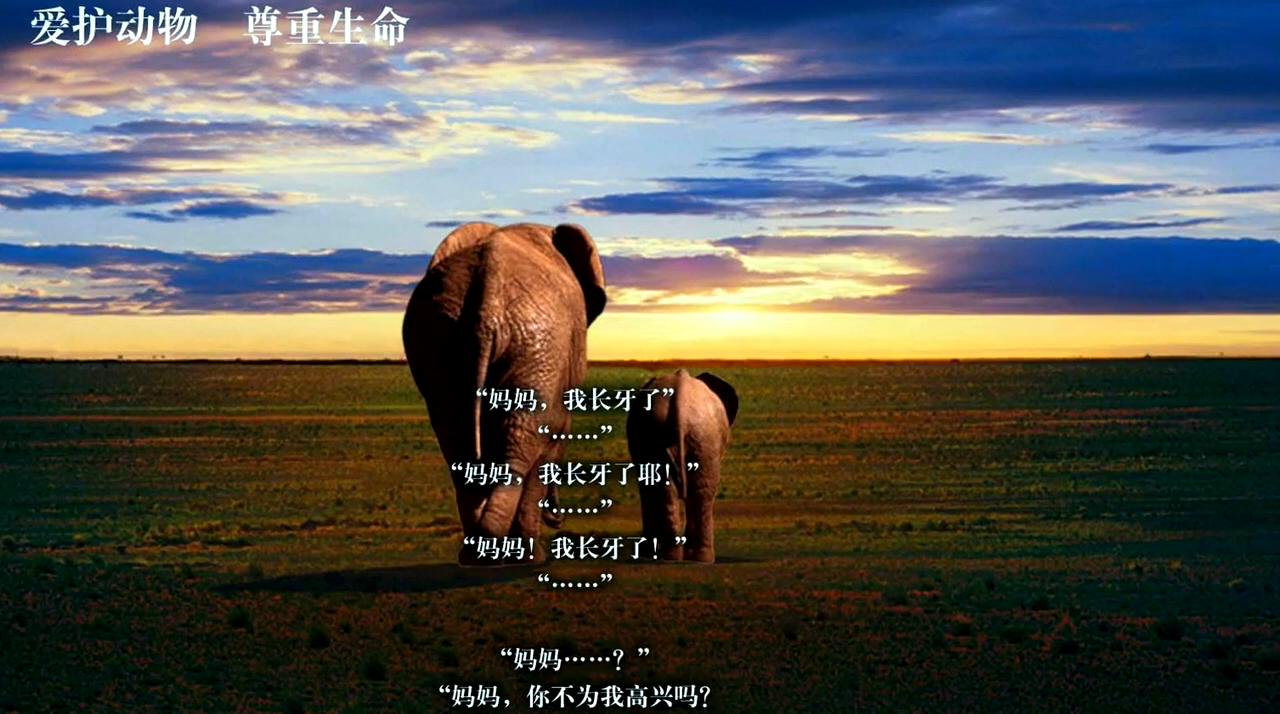 爱护动物 尊重生命
“妈妈，我长牙了”
“……”
“妈妈，我长牙了耶！”
“……”
“妈妈！我长牙了！”
“……”
“妈妈……？”
“妈妈，你不为我高兴吗？